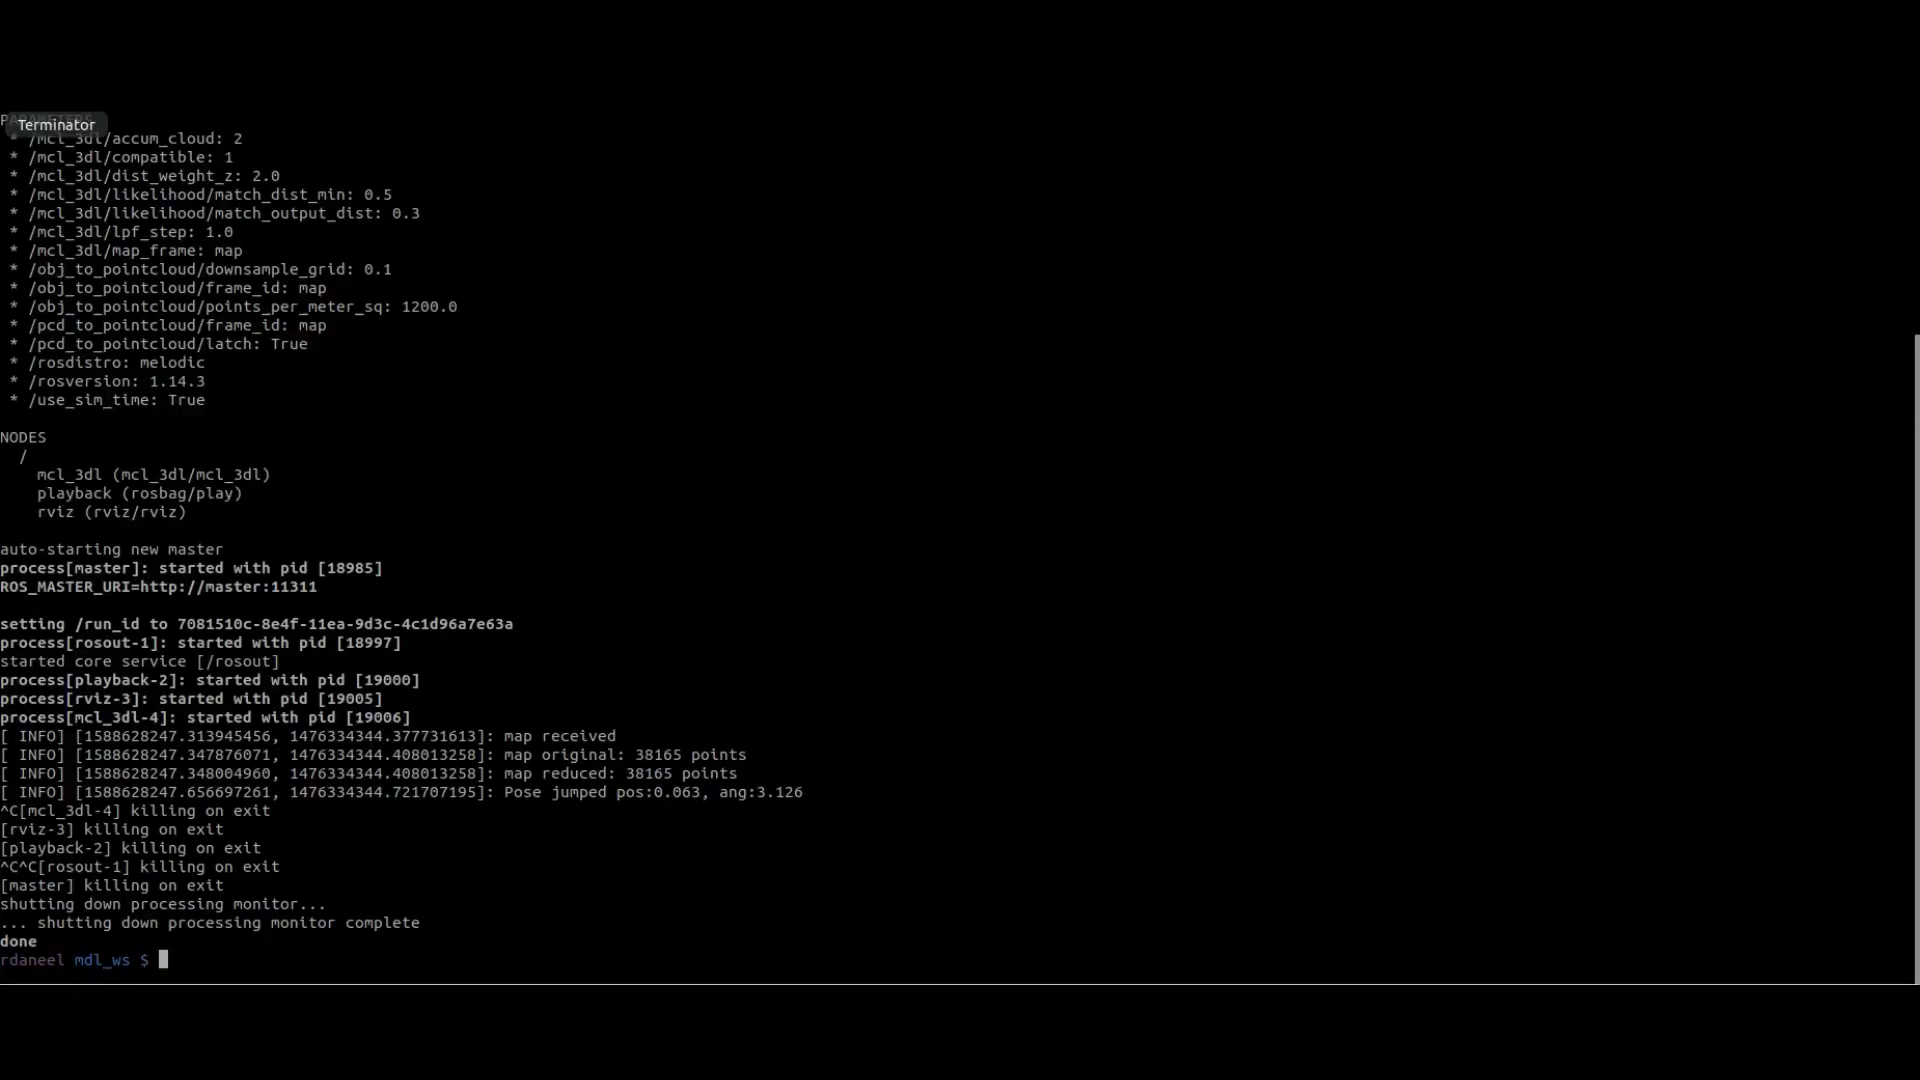 PARAMETERS
Terminator
* /mcl_3dl/accum_cloud: 2
* /mcl_3dl/compatible: 1
* /mcl_3dl/dist_weight_z: 2.0
* /mcl_3dl/likelihood/match_dist_min: 0.5
* /mcl_3dl/likelihood/match_output_dist: 0.3
* /mcl_3dl/lpf_step: 1.0
* /mcl_3dl/map_frame: map
* /obj_to_pointcloud/downsample_grid: 0.1
* /obj_to_pointcloud/frame_id: map
* /obj_to_pointcloud/points_per_meter_sq: 1200.0
* /pcd_to_pointcloud/frame_id: map
* /pcd_to_pointcloud/latch: True
* /rosdistro: melodic
* /rosversion: 1.14.3
* /use_sim_time: True
NODES
/
mcl_3dl (mcl_3dl/mcl_3dl)
playback (rosbag/play)
rviz (rviz/rviz)
auto-starting new master
process[master]: started with pid [18985]
ROS_MASTER_URI=http://master:11311
setting /run_id to 7081510c-8e4f-11ea-9d3c-4c1d96a7e63a
process[rosout-1]: started with pid [18997]
started core service [/rosout]
process[playback-2]: started with pid [19000]
process[rviz-3]: started with pid [19005]
process[mcl_3dl-4]: started with pid [19006]
[ INFO] [1588628247.313945456, 1476334344.377731613]: map received
[ INFO] [1588628247.347876071, 1476334344.408013258]: map original: 38165 points
[ INFO] [1588628247.348004960, 1476334344.408013258]: map reduced: 38165 points
[ INFO] [1588628247.656697261, 1476334344.721707195]: Pose jumped pos:0.063, ang:3.126
^C[mcl_3dl-4] killing on exit
[rviz-3] killing on exit
[playback-2] killing on exit
^C^C[rosout-1] killing on exit
[master] killing on exit
shutting down processing monitor...
... shutting down processing monitor complete
done
rdaneel mdl_ws $